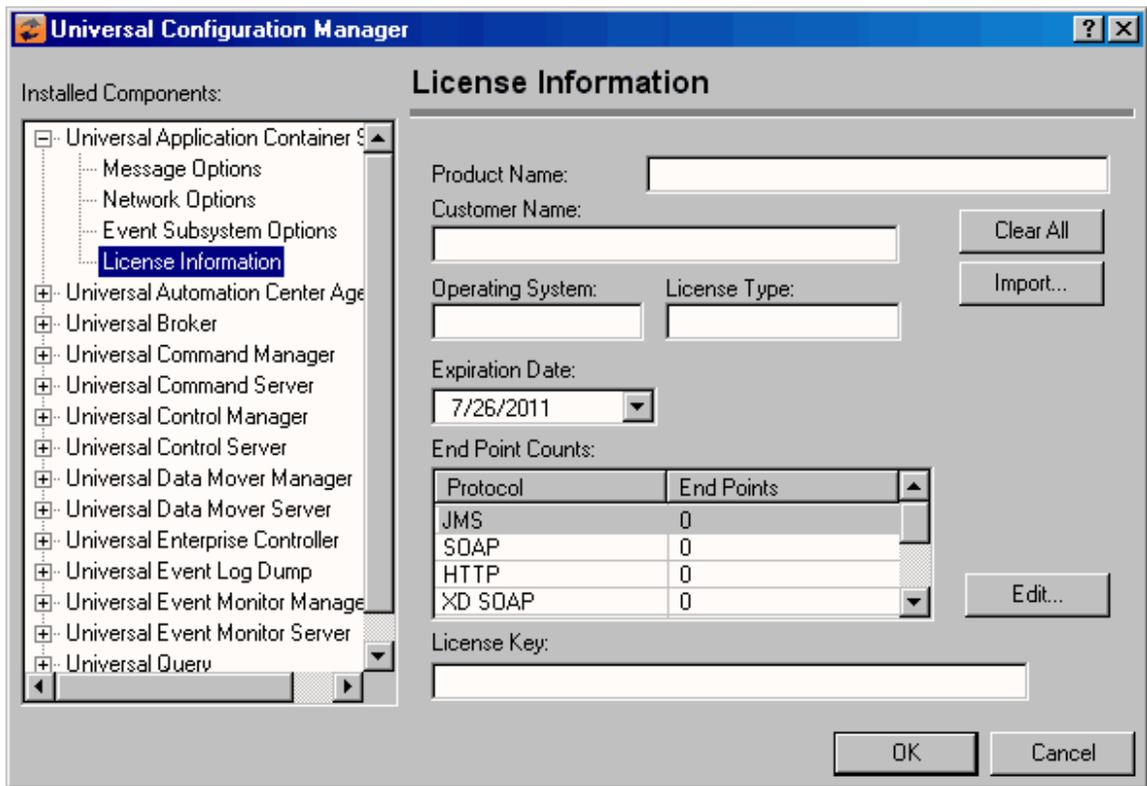 Universal Configuration Manager
Installed Components:
Universal Application Container S
Message Options
Network Options
Event Subsystem Options
License Information
Universal Automation Center Age
Universal Broker
Universal Command Manager
Universal Command Server
Universal Control Manager
Universal Control Server
Universal Data Mover Manager
Universal Data Mover Server
Universal Enterprise Controller
Universal Event Log Dump
Universal Event Monitor Manage
Universal Event Monitor Server
Universal Query
License Information
Product Name:
Customer Name:
Clear All
Import...
Operating System: License Type:
Expiration Date:
7/26/2011
End Point Counts:
Protocol End Points
JMS 0
SOAP 0
HTTP 0
XD SOAP 0
Edit...
License Key:
OK Cancel